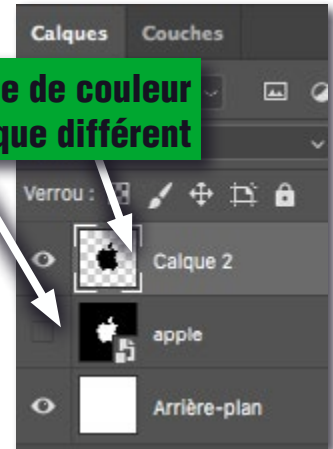 Calques Couches
e de couleur
que différent
Verrou :
Calque 2
apple
Arrière-plan